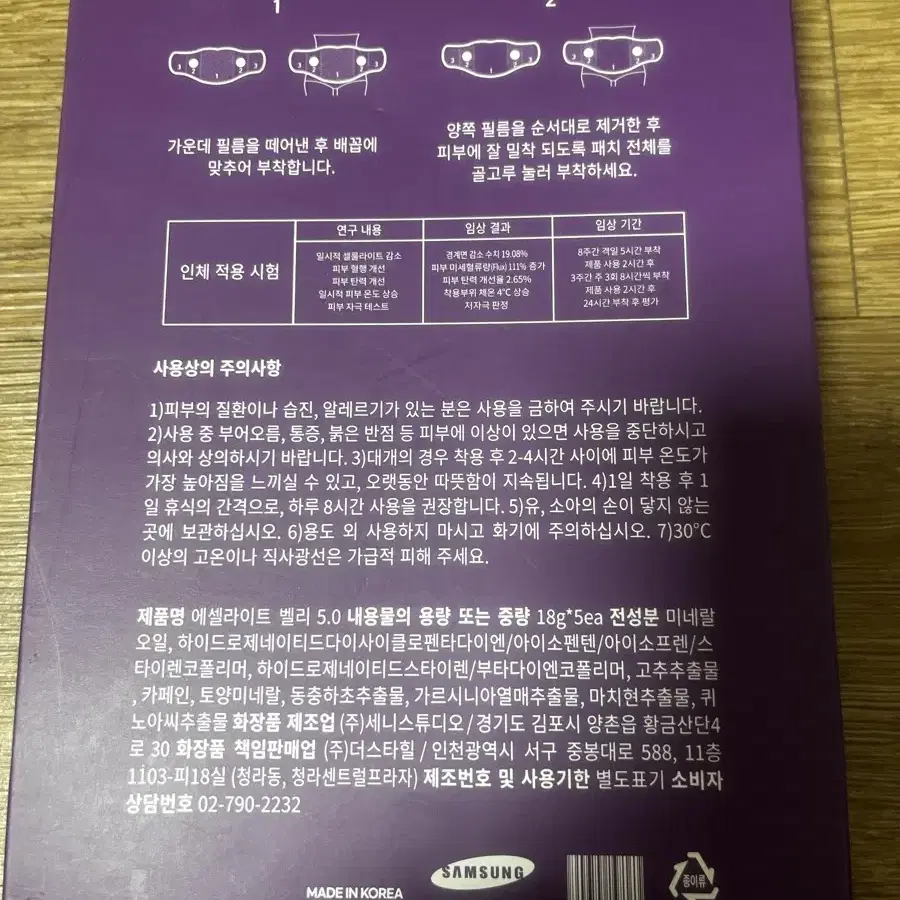 1
2
3 2 1 2 3
3 2 1 2 3
3 2 1 2 3
3 2 1 2 3
가운데 필름을 떼어낸 후 배꼽에
맞추어 부착합니다.
양쪽 필름을 순서대로 제거한 후
피부에 잘 밀착 되도록 패치 전체를
골고루 눌러 부착하세요.
인체 적용 시험
연구 내용
일시적 셀룰라이트 감소
피부 혈행 개선
피부 탄력 개선
일시적 피부 온도 상승
피부 자극 테스트
임상 결과
경계면 감소 수치 19.08%
피부 미세혈류량(Flux) 111% 증가
피부 탄력 개선율 2.65%
착용부위 체온 4°C 상승
저자극 판정
임상 기간
8주간 격일 5시간 부착
제품 사용 2시간 후
3주간 주 3회 8시간씩 부착
제품 사용 2시간 후
24시간 부착 후 평가
사용상의 주의사항
1)피부의 질환이나 습진, 알레르기가 있는 분은 사용을 금하여 주시기 바랍니다.
2)사용 중 부어오름, 통증, 붉은 반점 등 피부에 이상이 있으면 사용을 중단하시고
의사와 상의하시기 바랍니다. 3)대개의 경우 착용 후 2-4시간 사이에 피부 온도가
가장 높아짐을 느끼실 수 있고, 오랫동안 따뜻함이 지속됩니다. 4)1일 착용 후 1
일 휴식의 간격으로, 하루 8시간 사용을 권장합니다. 5)유, 소아의 손이 닿지 않는
곳에 보관하십시오. 6)용도 외 사용하지 마시고 화기에 주의하십시오. 7)30°C
이상의 고온이나 직사광선은 가급적 피해 주세요.
제품명 에셀라이트 벨리 5.0 내용물의 용량 또는 중량 18g*5ea 전성분 미네랄
오일, 하이드로제네이티드다이사이클로펜타다이엔/아이소펜텐/아이소프렌/스
타이렌코폴리머, 하이드로제네이티드스타이렌/부타다이엔코폴리머, 고추추출물
, 카페인, 토양미네랄, 동충하초추출물, 가르시니아열매추출물, 마치현추출물, 퀴
노아씨추출물 화장품 제조업 (주)세니스튜디오/경기도 김포시 양촌읍 황금산단4
로 30 화장품 책임판매업 (주)더스타힐 / 인천광역시 서구 중봉대로 588, 11층
1103-피18실 (청라동, 청라센트럴프라자) 제조번호 및 사용기한 별도표기 소비자
상담번호 02-790-2232
MADE IN KOREA
SAMSUNG
종이류